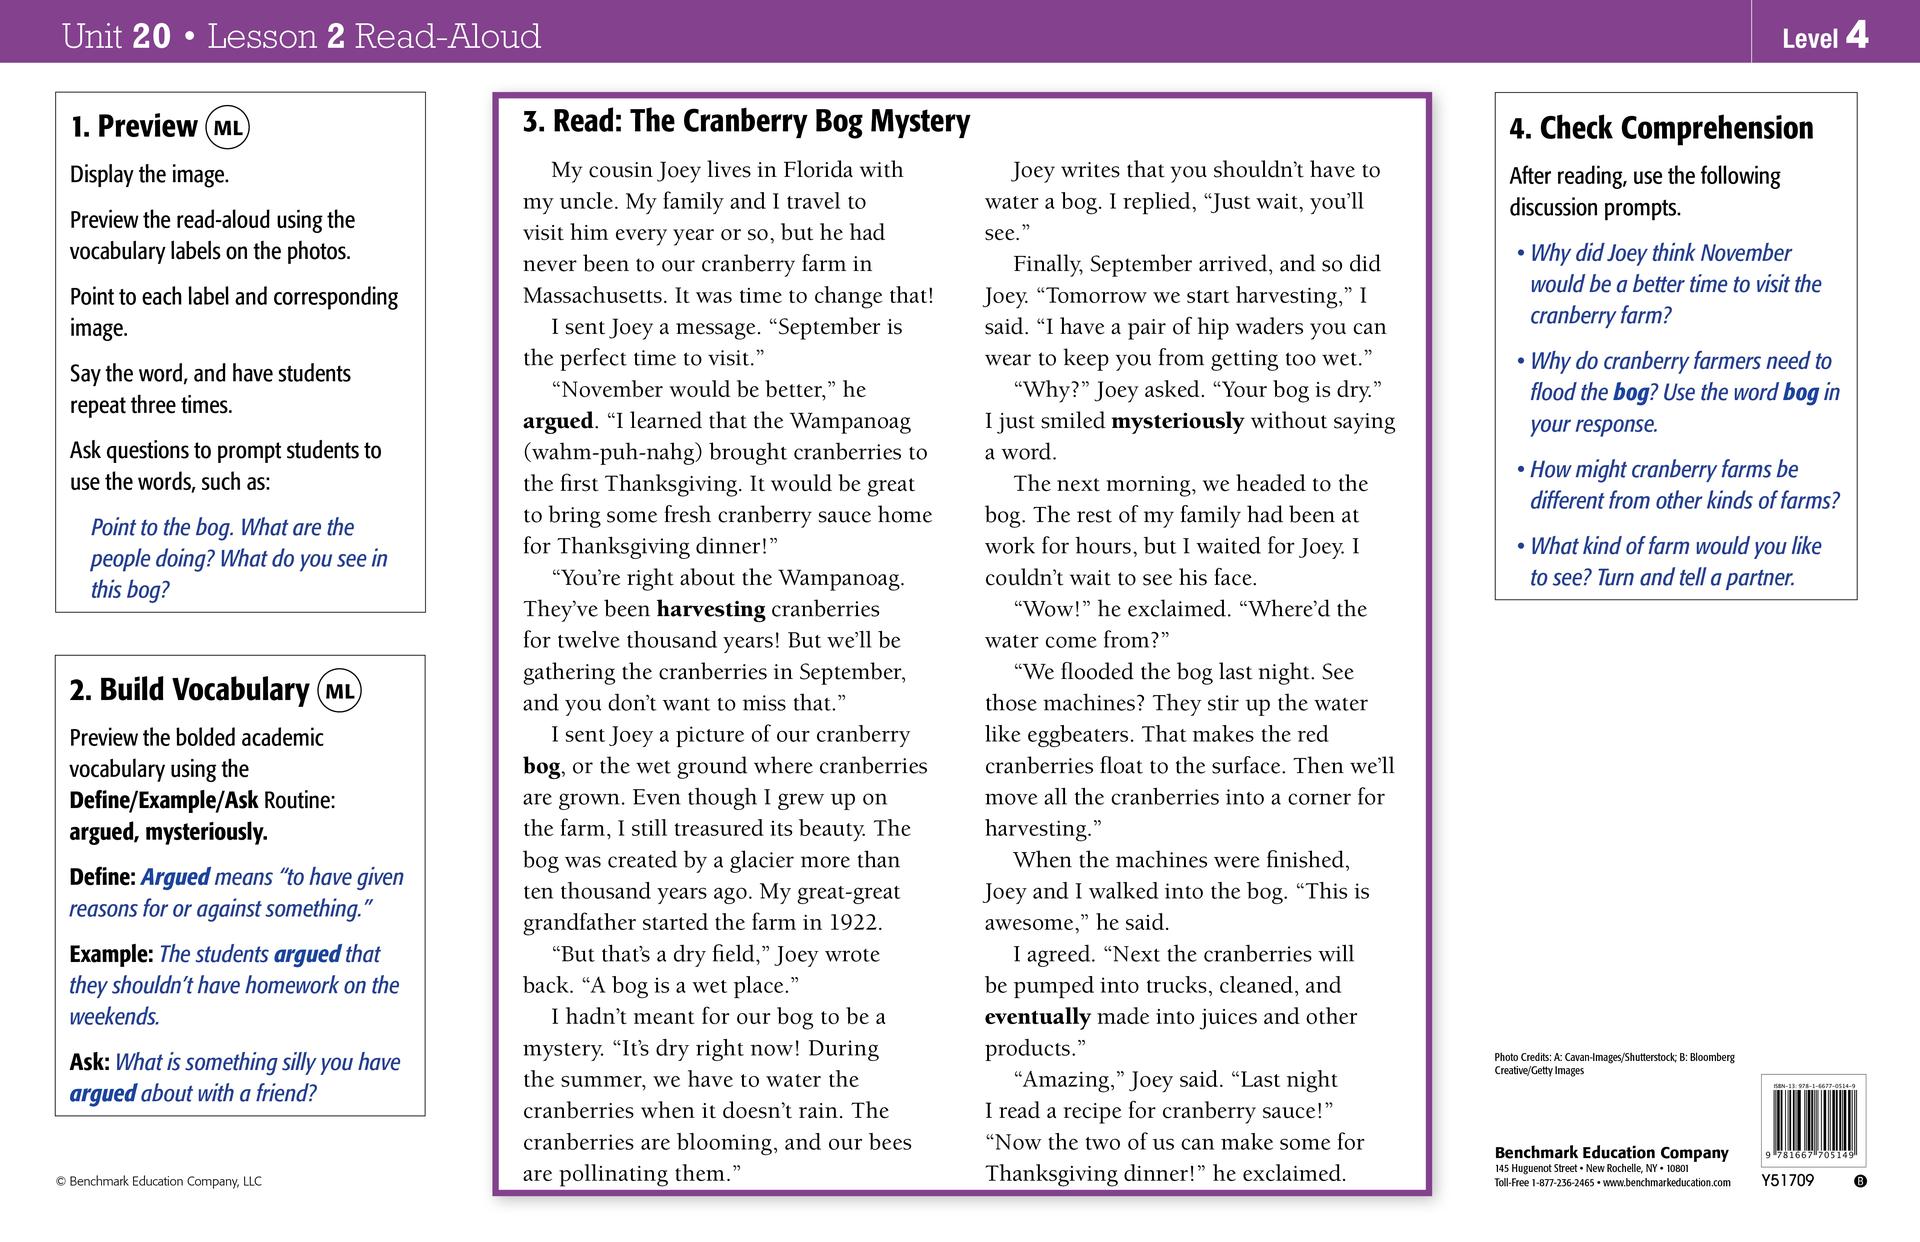 Unit 20 • Lesson 2 Read-Aloud
Level 4
1. Preview ML
Display the image.
Preview the read-aloud using the
vocabulary labels on the photos.
Point to each label and corresponding
image.
Say the word, and have students
repeat three times.
Ask questions to prompt students to
use the words, such as:
Point to the bog. What are the
people doing? What do you see in
this bog?
2. Build Vocabulary ML
Preview the bolded academic
vocabulary using the
Define/Example/Ask Routine:
argued, mysteriously.
Define: Argued means “to have given
reasons for or against something.”
Example: The students argued that
they shouldn’t have homework on the
weekends.
Ask: What is something silly you have
argued about with a friend?
© Benchmark Education Company, LLC
3. Read: The Cranberry Bog Mystery
My cousin Joey lives in Florida with
my uncle. My family and I travel to
visit him every year or so, but he had
never been to our cranberry farm in
Massachusetts. It was time to change that!
I sent Joey a message. “September is
the perfect time to visit.”
“November would be better,” he
argued. “I learned that the Wampanoag
(wahm-puh-nahg) brought cranberries to
the first Thanksgiving. It would be great
to bring some fresh cranberry sauce home
for Thanksgiving dinner!”
“You’re right about the Wampanoag.
They’ve been harvesting cranberries
for twelve thousand years! But we’ll be
gathering the cranberries in September,
and you don’t want to miss that.”
I sent Joey a picture of our cranberry
bog, or the wet ground where cranberries
are grown. Even though I grew up on
the farm, I still treasured its beauty. The
bog was created by a glacier more than
ten thousand years ago. My great-great
grandfather started the farm in 1922.
“But that’s a dry field,” Joey wrote
back. “A bog is a wet place.”
I hadn’t meant for our bog to be a
mystery. “It’s dry right now! During
the summer, we have to water the
cranberries when it doesn’t rain. The
cranberries are blooming, and our bees
are pollinating them.”
Joey writes that you shouldn’t have to
water a bog. I replied, “Just wait, you’ll
see.”
Finally, September arrived, and so did
Joey. “Tomorrow we start harvesting,” I
said. “I have a pair of hip waders you can
wear to keep you from getting too wet.”
“Why?” Joey asked. “Your bog is dry.”
I just smiled mysteriously without saying
a word.
The next morning, we headed to the
bog. The rest of my family had been at
work for hours, but I waited for Joey. I
couldn’t wait to see his face.
“Wow!” he exclaimed. “Where’d the
water come from?”
“We flooded the bog last night. See
those machines? They stir up the water
like eggbeaters. That makes the red
cranberries float to the surface. Then we’ll
move all the cranberries into a corner for
harvesting.”
When the machines were finished,
Joey and I walked into the bog. “This is
awesome,” he said.
I agreed. “Next the cranberries will
be pumped into trucks, cleaned, and
eventually made into juices and other
products.”
“Amazing,” Joey said. “Last night
I read a recipe for cranberry sauce!”
“Now the two of us can make some for
Thanksgiving dinner!” he exclaimed.
4. Check Comprehension
After reading, use the following
discussion prompts.
• Why did Joey think November
would be a better time to visit the
cranberry farm?
• Why do cranberry farmers need to
flood the bog? Use the word bog in
your response.
• How might cranberry farms be
different from other kinds of farms?
• What kind of farm would you like
to see? Turn and tell a partner.
Photo Credits: A: Cavan-Images/Shutterstock; B: Bloomberg
Creative/Getty Images
Benchmark Education Company
145 Huguenot Street • New Rochelle, NY • 10801
Toll-Free 1-877-236-2465 • www.benchmarkeducation.com
ISBN-13: 978-1-6677-0514-9
9 781667 705149
Y51709
B